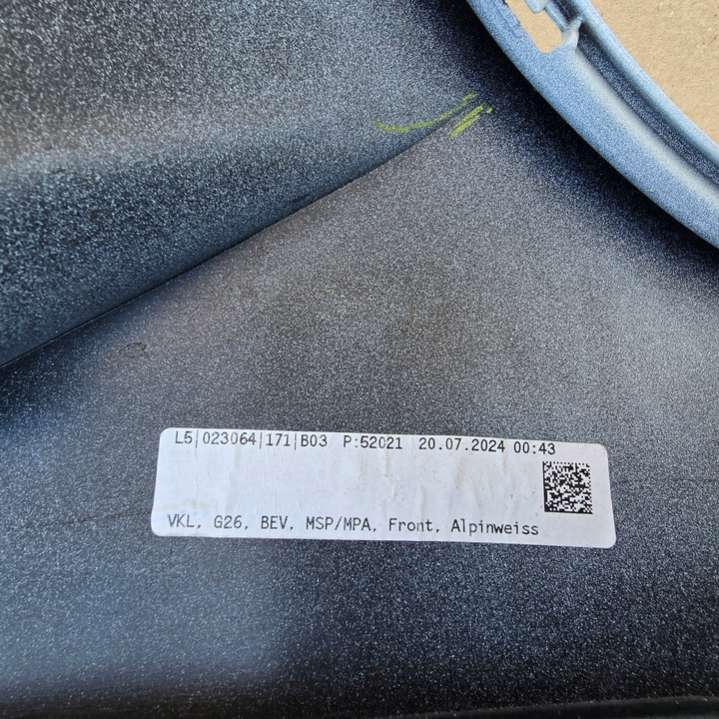 L5|023064|171|B03 P:52021 20.07.2024 00:43
VKL, G26, BEV, MSP/MPA, Front, Alpinweiss